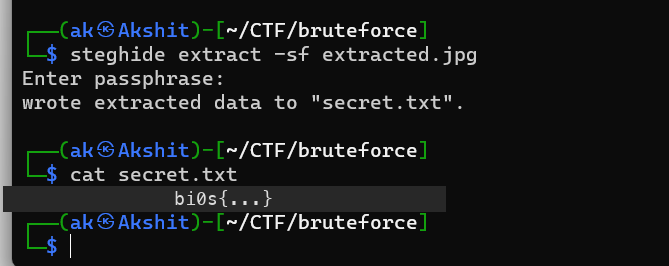 ┌──(ak㉿Akshit)-[~/CTF/bruteforce]
└─$ steghide extract -sf extracted.jpg
Enter passphrase:
wrote extracted data to "secret.txt".
┌──(ak㉿Akshit)-[~/CTF/bruteforce]
└─$ cat secret.txt
bi0s{...}
┌──(ak㉿Akshit)-[~/CTF/bruteforce]
└─$